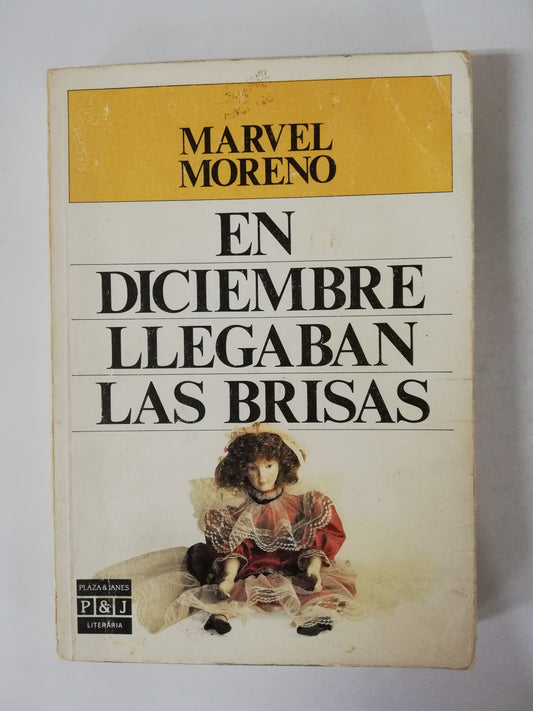 MARVEL
MORENO
EN
DICIEMBRE
LLEGABAN
LAS BRISAS
PLAZA & JANES
P & J
LITERARIA